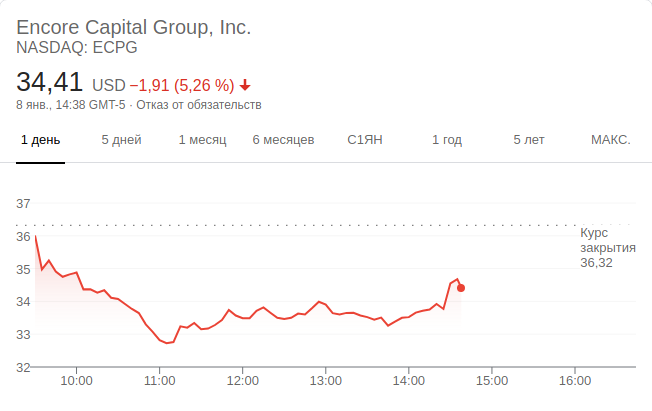 Encore Capital Group, Inc.
NASDAQ: ECPG
34,41 USD −1,91 (5,26 %)
8 янв., 14:38 GMT-5 · Отказ от обязательств
1 день 5 дней 1 месяц 6 месяцев С1ЯН 1 год 5 лет МАКС.
37
36
35
34
33
32
Курс
закрытия
36,32
10:00 11:00 12:00 13:00 14:00 15:00 16:00